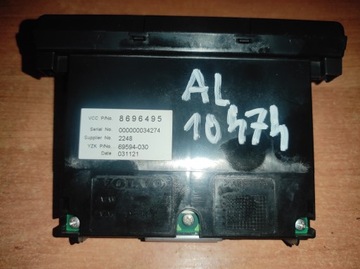 VCC P/No. 8696495
Serial No. 000000034274
Supplier No. 2248
YZK P/No. 69594-030
Date 031121
AL
10474